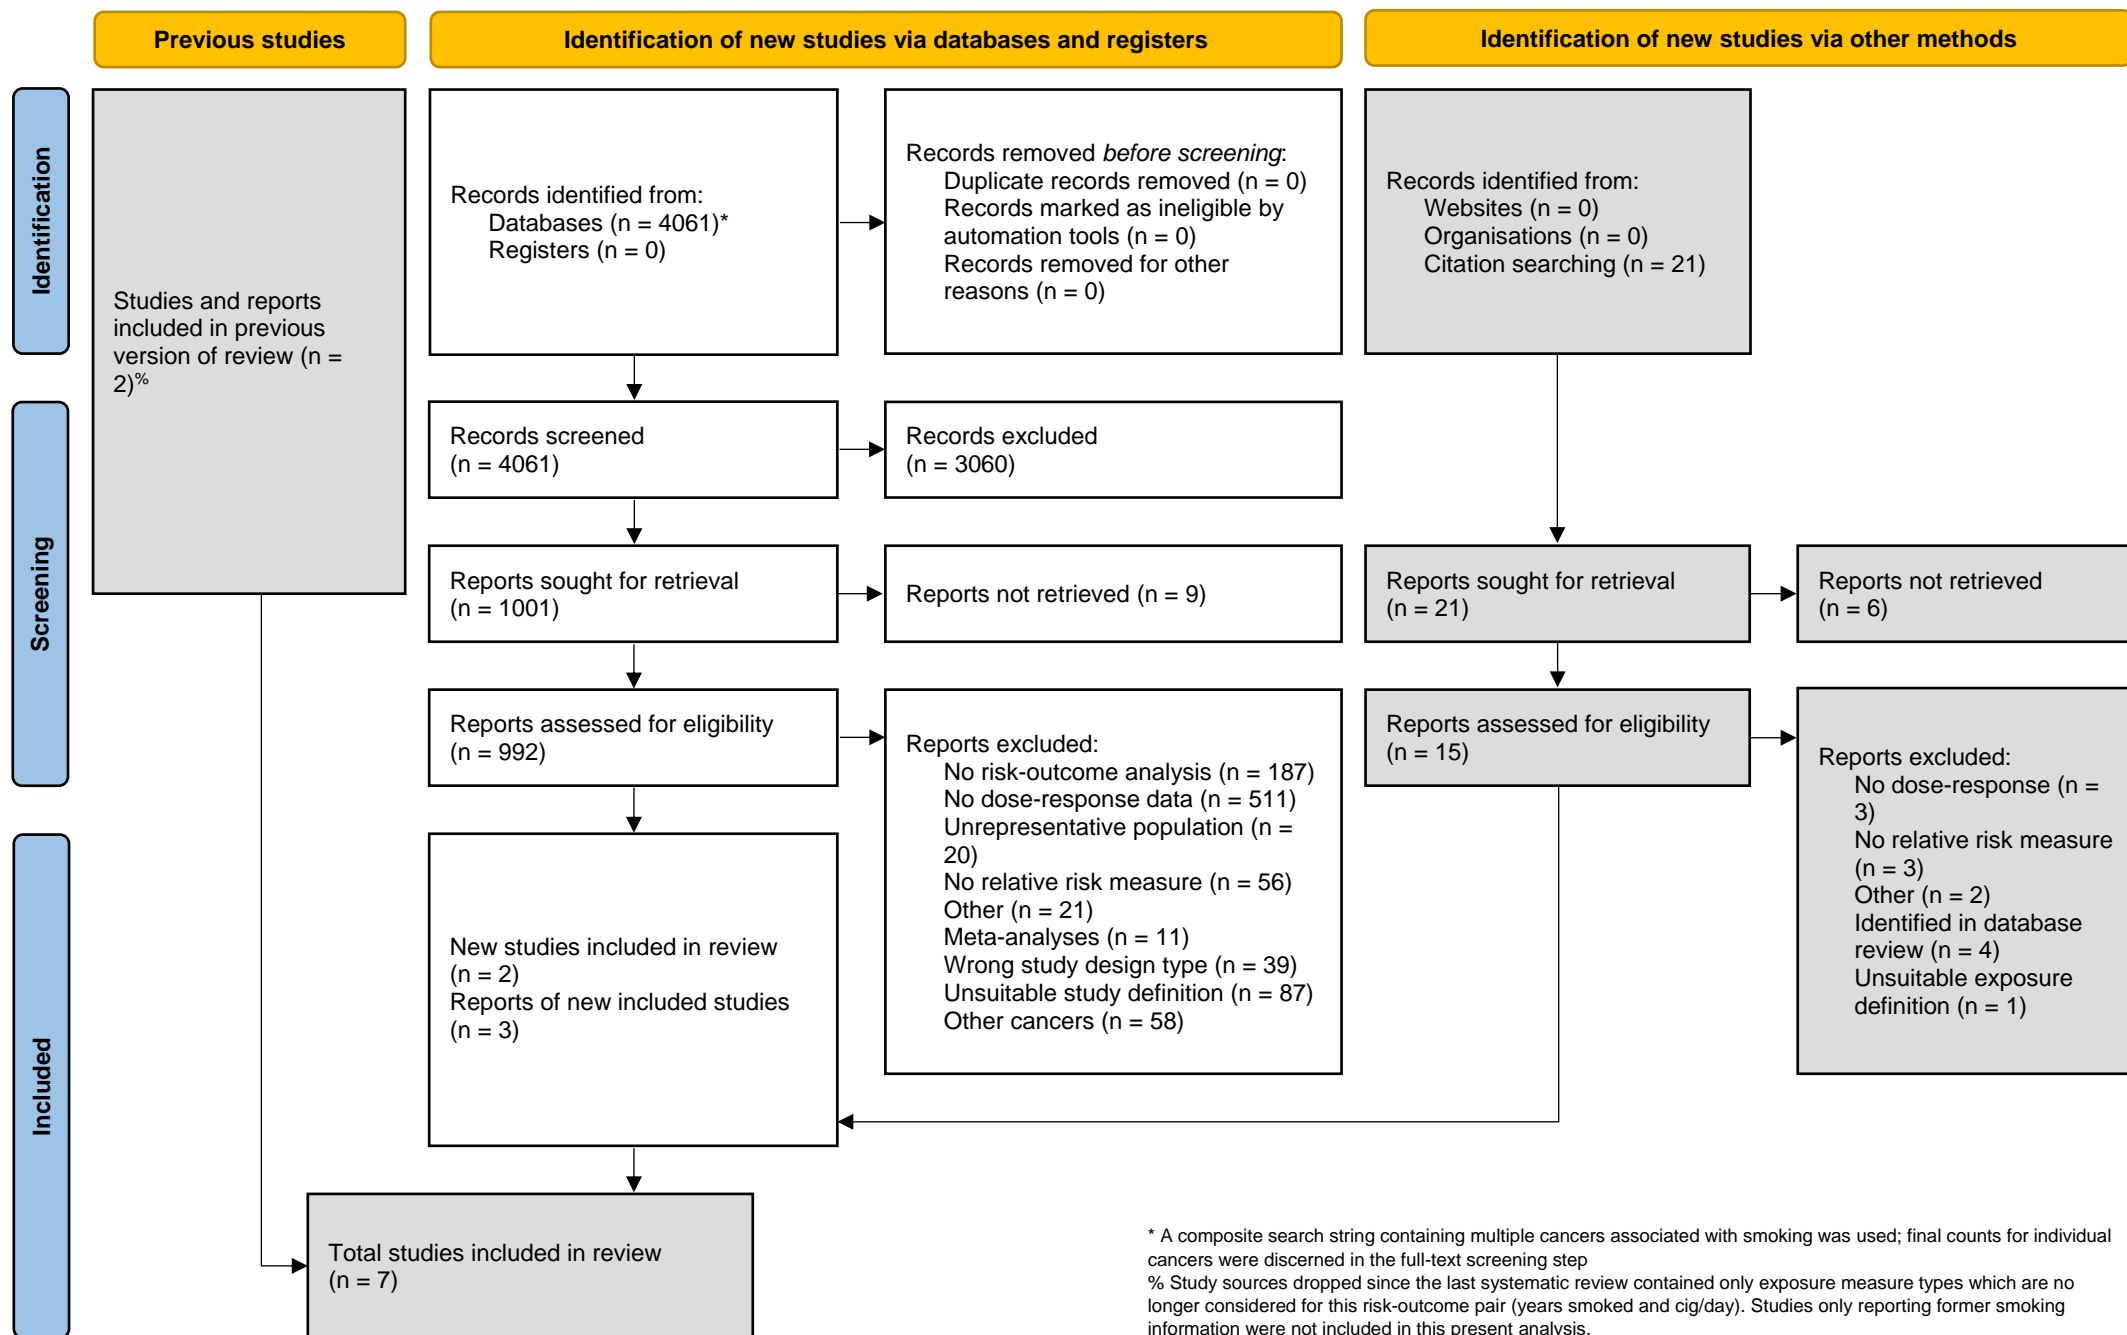 Previous studies
Identification of new studies via databases and registers
Identification of new studies via other methods
Identification
Studies and reports
included in previous
version of review (n =
2)%
Records identified from:
Databases (n = 4061)*
Registers (n = 0)
Records removed before screening:
Duplicate records removed (n = 0)
Records marked as ineligible by
automation tools (n = 0)
Records removed for other
reasons (n = 0)
Records identified from:
Websites (n = 0)
Organisations (n = 0)
Citation searching (n = 21)
Screening
Records screened
(n = 4061)
Records excluded
(n = 3060)
Reports sought for retrieval
(n = 1001)
Reports not retrieved (n = 9)
Reports sought for retrieval
(n = 21)
Reports not retrieved
(n = 6)
Reports assessed for eligibility
(n = 992)
Reports excluded:
No risk-outcome analysis (n = 187)
No dose-response data (n = 511)
Unrepresentative population (n =
20)
No relative risk measure (n = 56)
Other (n = 21)
Meta-analyses (n = 11)
Wrong study design type (n = 39)
Unsuitable study definition (n = 87)
Other cancers (n = 58)
Reports assessed for eligibility
(n = 15)
Reports excluded:
No dose-response (n =
3)
No relative risk measure
(n = 3)
Other (n = 2)
Identified in database
review (n = 4)
Unsuitable exposure
definition (n = 1)
Included
New studies included in review
(n = 2)
Reports of new included studies
(n = 3)
Total studies included in review
(n = 7)
* A composite search string containing multiple cancers associated with smoking was used; final counts for individual
cancers were discerned in the full-text screening step
% Study sources dropped since the last systematic review contained only exposure measure types which are no
longer considered for this risk-outcome pair (years smoked and cig/day). Studies only reporting former smoking
information were not included in this present analysis.